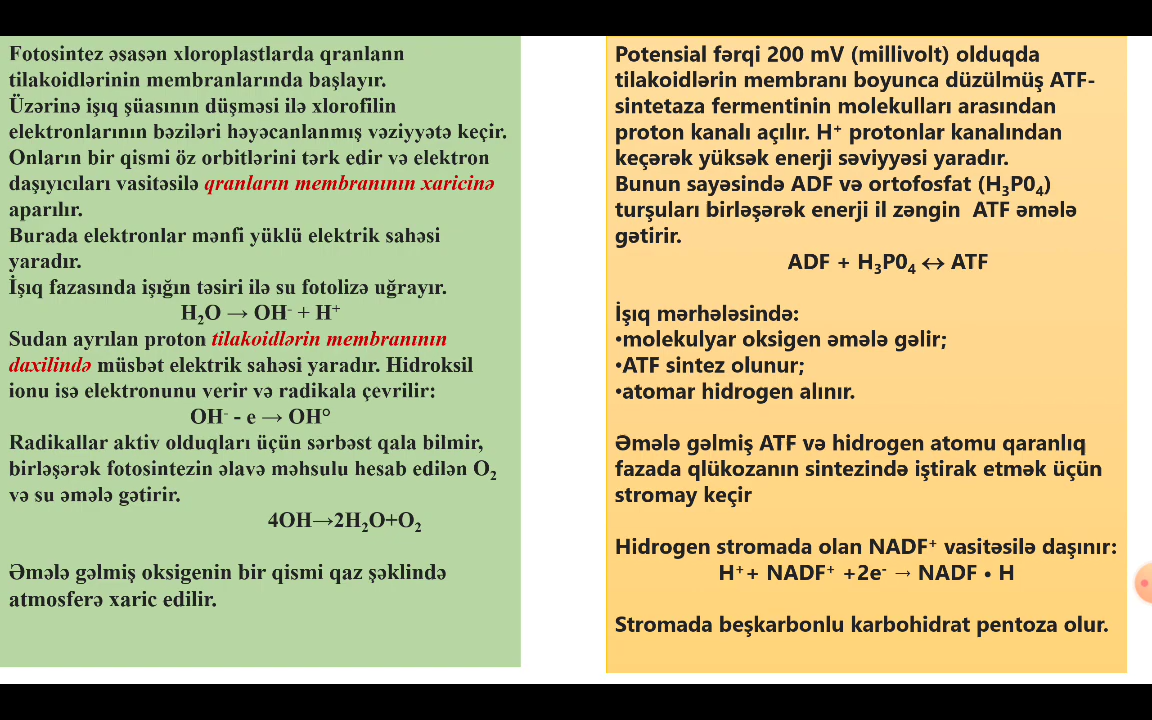 Fotosintez əsasən xloroplastlarda qranlann
tilakoidlərinin membranlarında başlayır.
Üzərinə işıq şüasının düşməsi ilə xlorofilin
elektronlarının bəziləri həyəcanlanmış vəziyyətə keçir.
Onların bir qismi öz orbitlərini tərk edir və elektron
daşıyıcıları vasitəsilə qranların membranının xaricinə
aparılır.
Burada elektronlar mənfi yüklü elektrik sahəsi
yaradır.
İşıq fazasında işığın təsiri ilə su fotolizə uğrayır.
H₂O → OH⁻ + H⁺
Sudan ayrılan proton tilakoidlərin membranının
daxilində müsbət elektrik sahəsi yaradır. Hidroksil
ionu isə elektronunu verir və radikala çevrilir:
OH⁻ - e → OH°
Radikallar aktiv olduqları üçün sərbəst qala bilmir,
birləşərək fotosintezin əlavə məhsulu hesab edilən O₂
və su əmələ gətirir.
4OH→2H₂O+O₂
Əmələ gəlmiş oksigenin bir qismi qaz şəklində
atmosferə xaric edilir.
Potensial fərqi 200 mV (millivolt) olduqda
tilakoidlərin membranı boyunca düzülmüş ATF-
sintetaza fermentinin molekulları arasından
proton kanalı açılır. H⁺ protonlar kanalından
keçərək yüksək enerji səviyyəsi yaradır.
Bunun sayəsində ADF və ortofosfat (H₃P0₄)
turşuları birləşərək enerji il zəngin ATF əmələ
gətirir.
ADF + H₃P0₄ ↔ ATF
İşıq mərhələsində:
•molekulyar oksigen əmələ gəlir;
•ATF sintez olunur;
•atomar hidrogen alınır.
Əmələ gəlmiş ATF və hidrogen atomu qaranlıq
fazada qlükozanın sintezində iştirak etmək üçün
stromay keçir
Hidrogen stromada olan NADF⁺ vasitəsilə daşınır:
H⁺+ NADF⁺ +2e⁻ → NADF • H
Stromada beşkarbonlu karbohidrat pentoza olur.